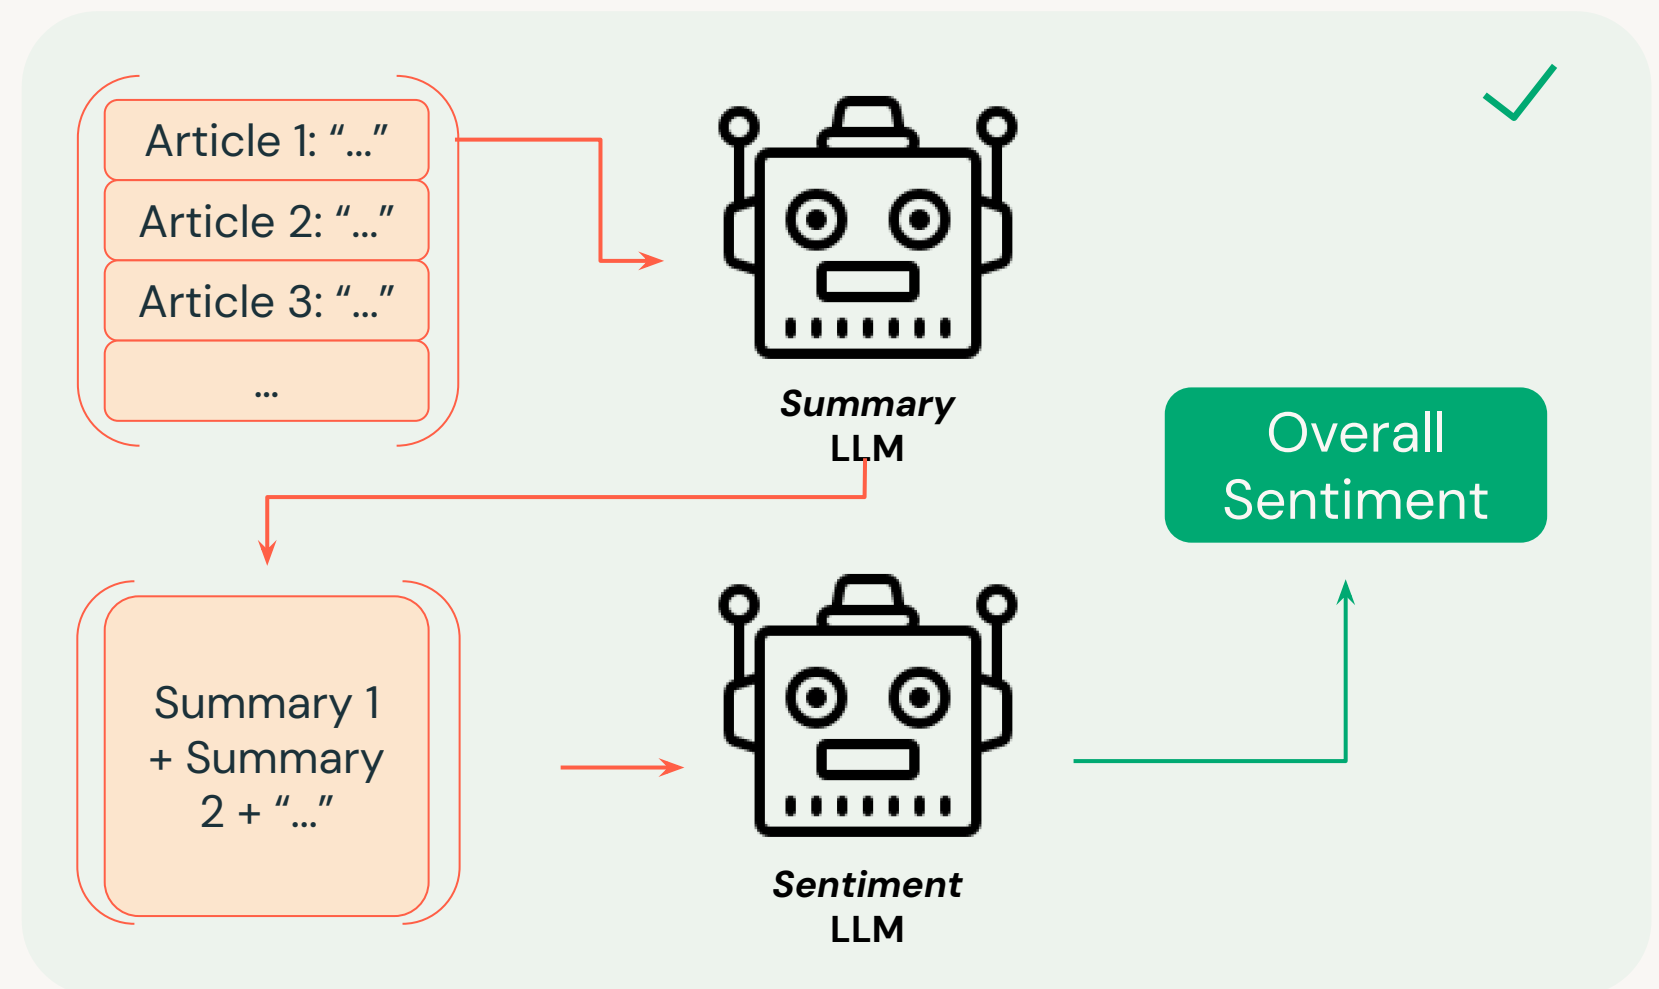 Article 1: “...”
Article 2: “...”
Article 3: “...”
...
Summary
LLM
Overall
Sentiment
Summary 1
+ Summary
2 + “...”
Sentiment
LLM